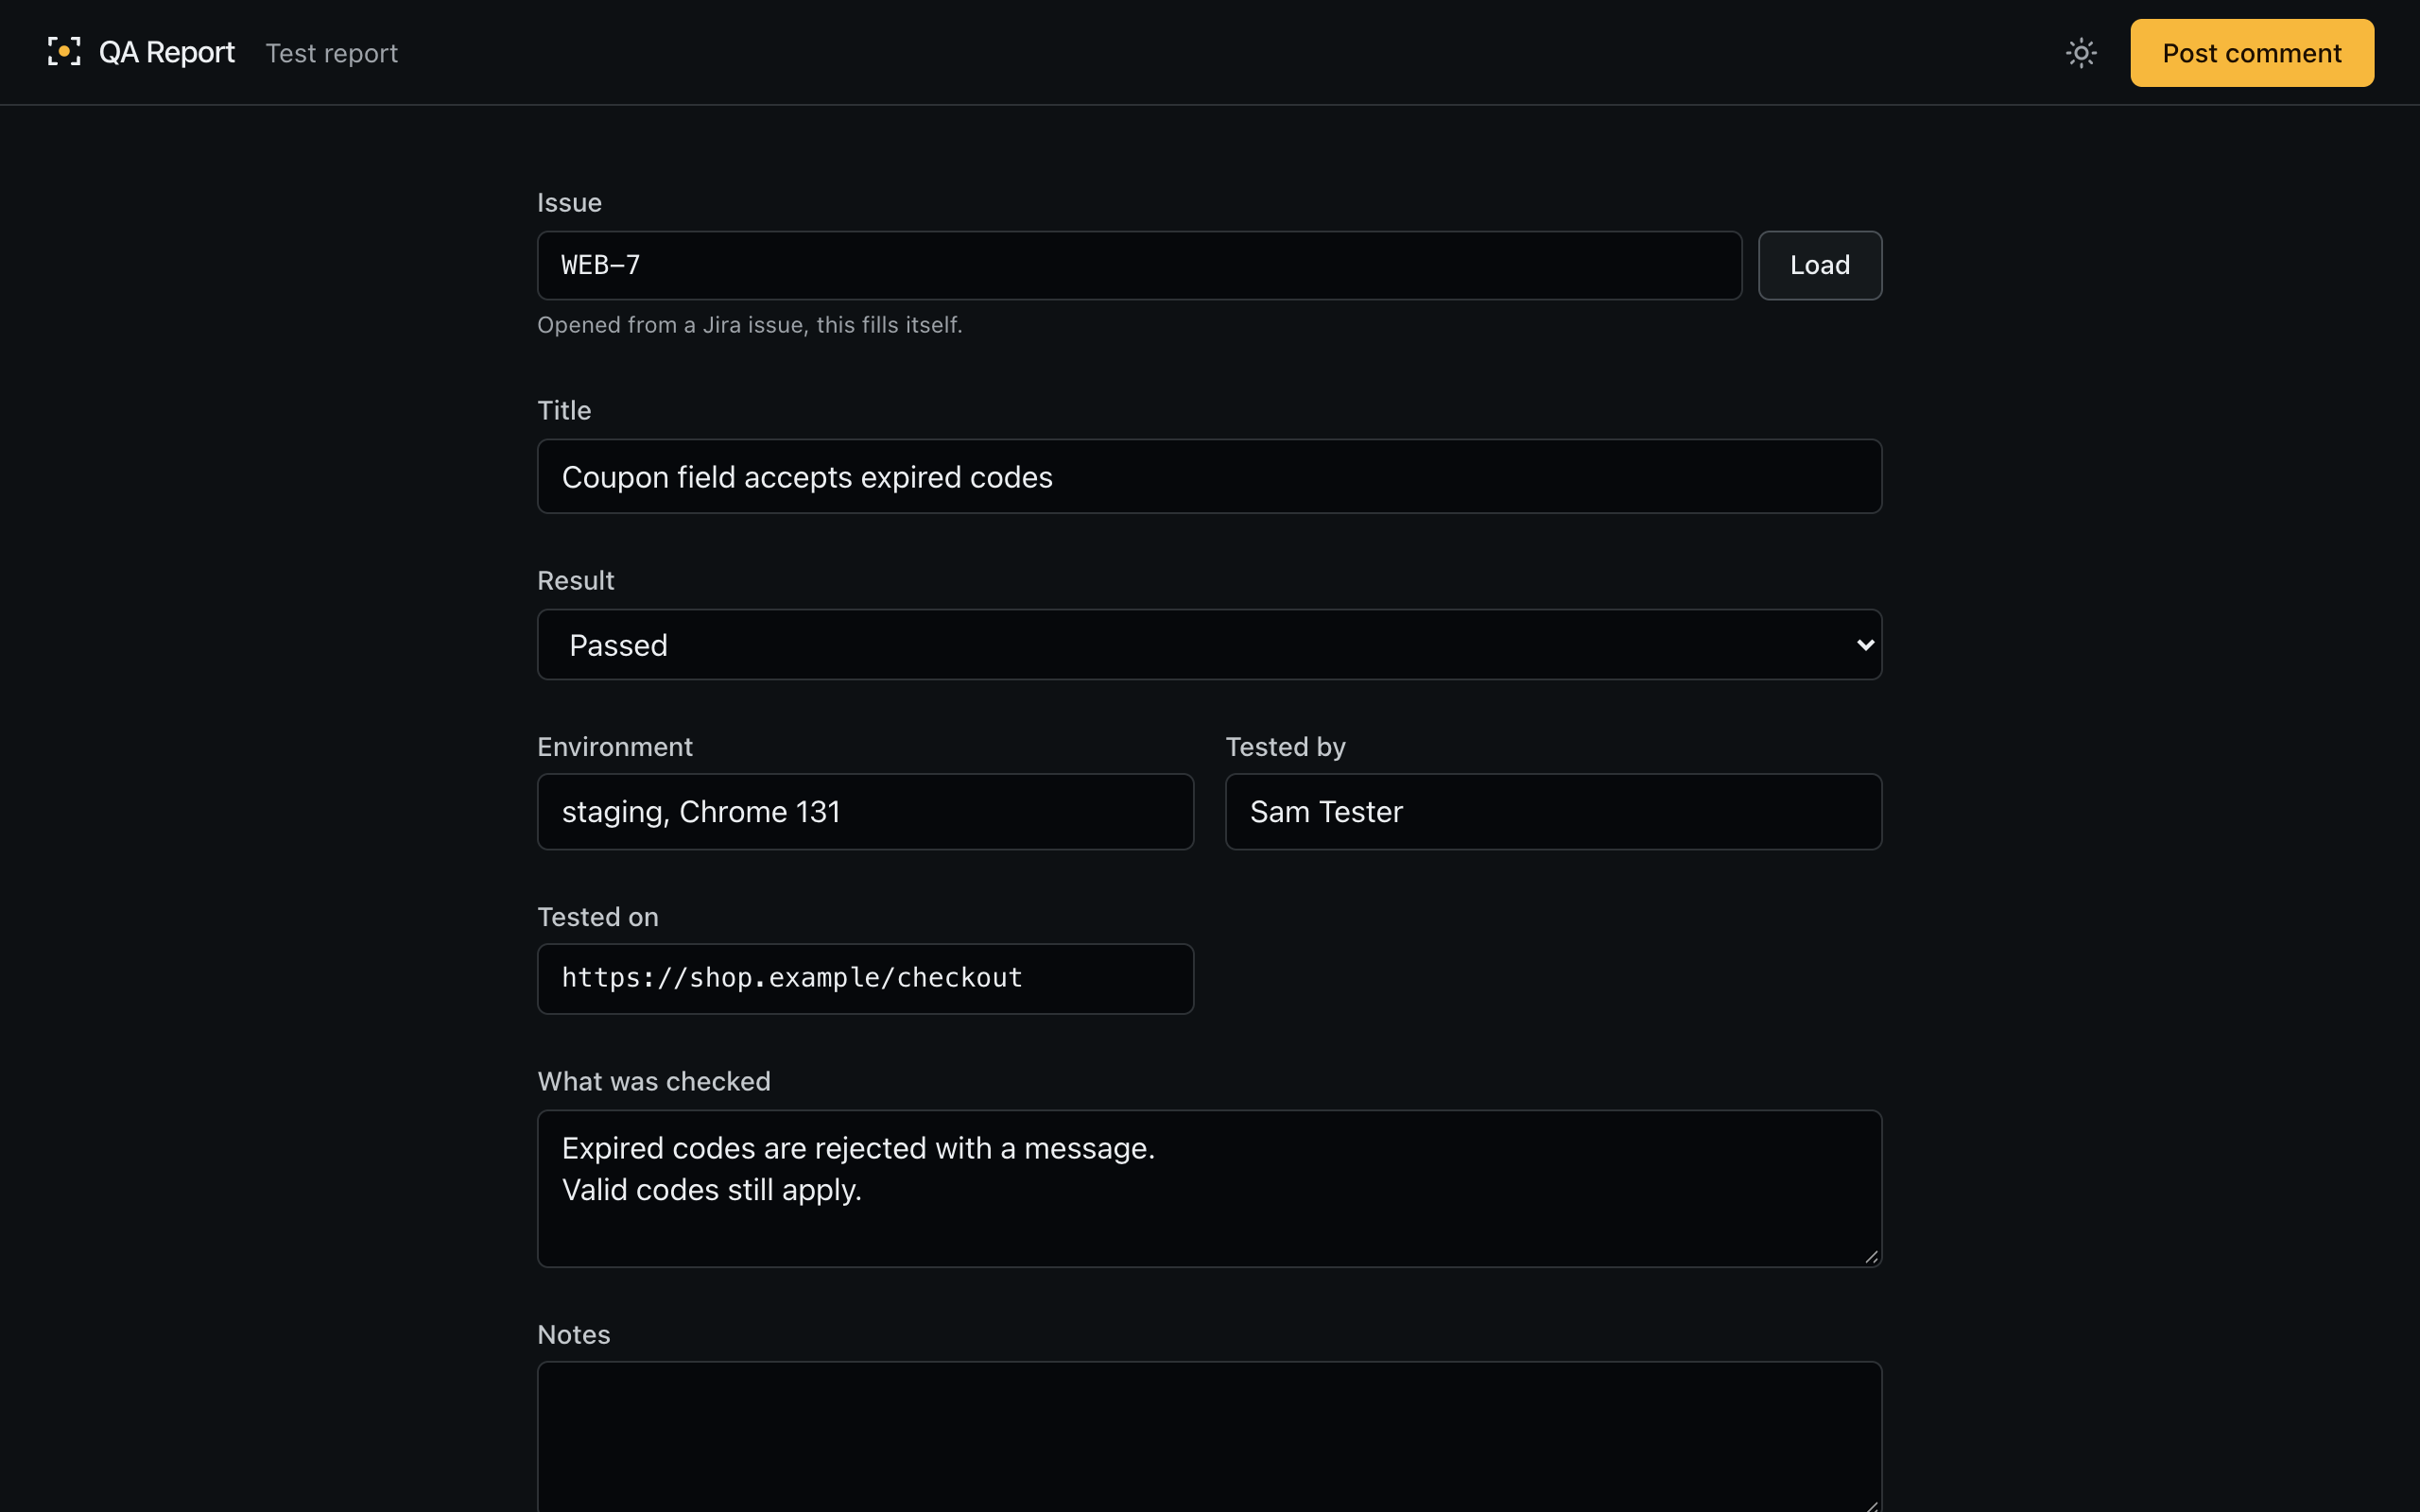 QA Report Test report
Post comment
Issue
WEB-7
Load
Opened from a Jira issue, this fills itself.
Title
Coupon field accepts expired codes
Result
Passed
Environment
staging, Chrome 131
Tested by
Sam Tester
Tested on
https://shop.example/checkout
What was checked
Expired codes are rejected with a message.
Valid codes still apply.
Notes